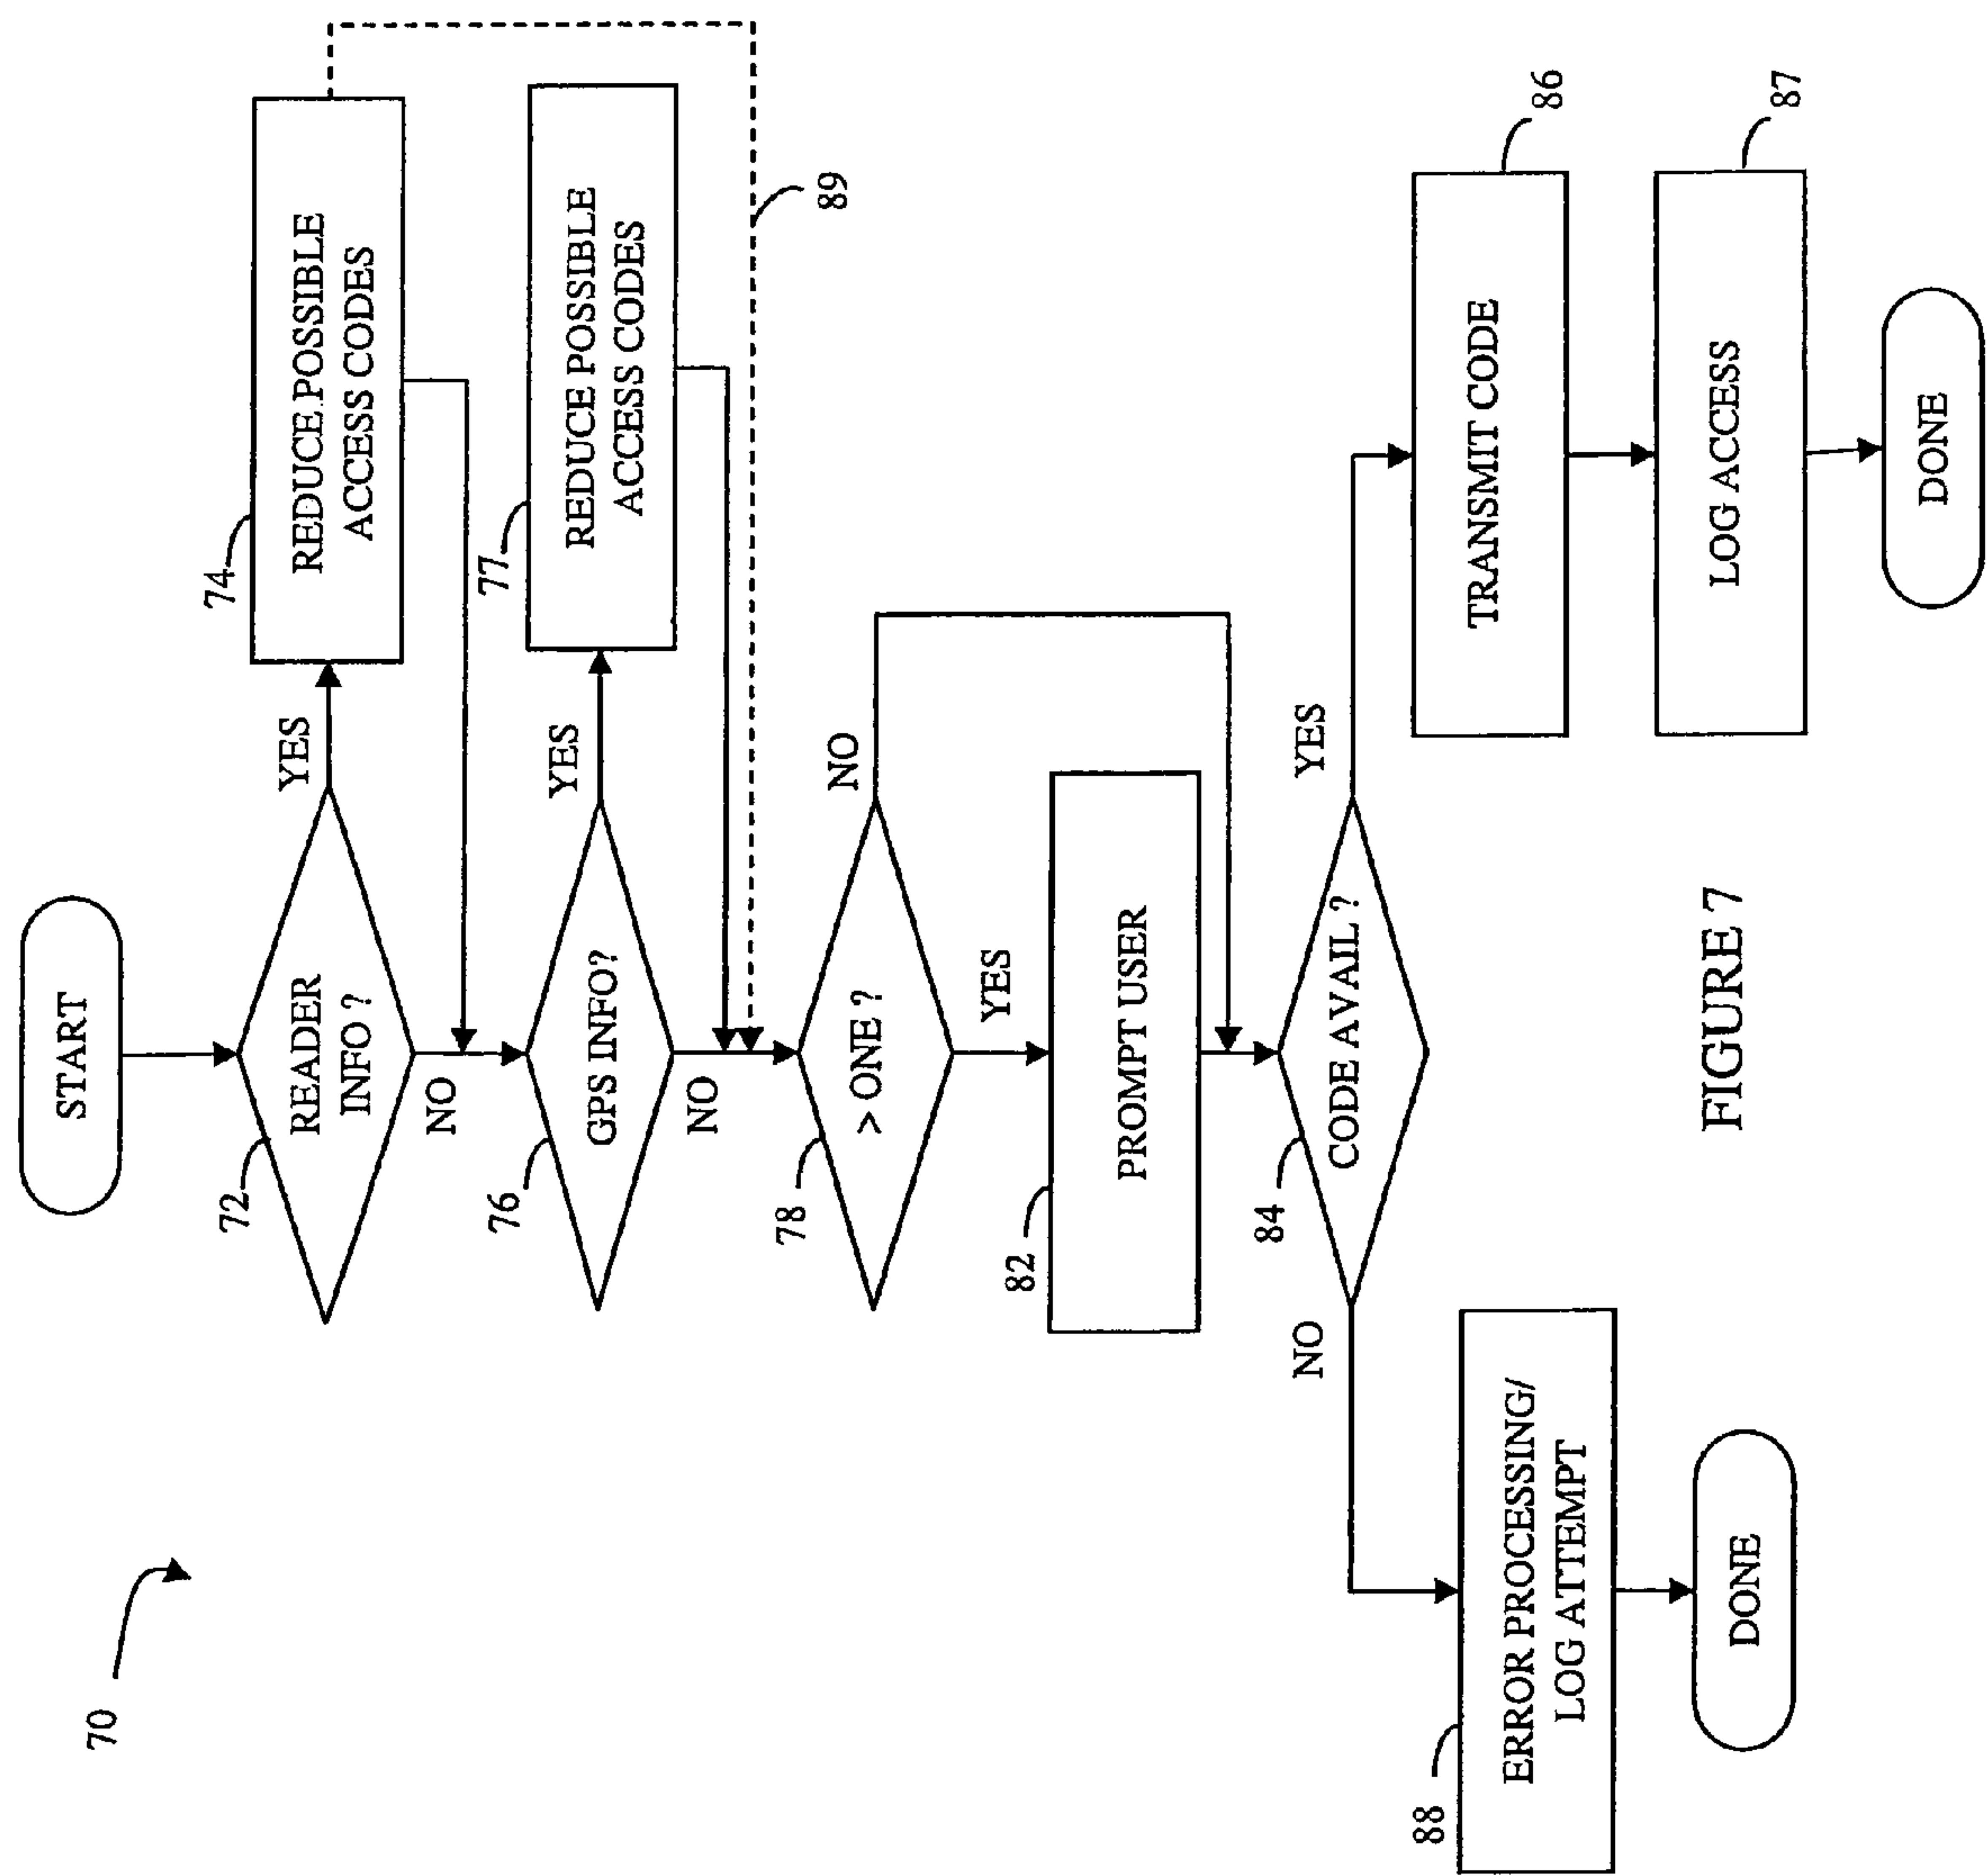 70
START
72
READER
INFO ?
YES
NO
74
REDUCE POSSIBLE
ACCESS CODES
76
GPS INFO?
YES
NO
77
REDUCE POSSIBLE
ACCESS CODES
89
78
> ONE ?
NO
YES
82
PROMPT USER
84
CODE AVAIL ?
NO
YES
88
ERROR PROCESSING/
LOG ATTEMPT
DONE
86
TRANSMIT CODE
87
LOG ACCESS
DONE
FIGURE 7